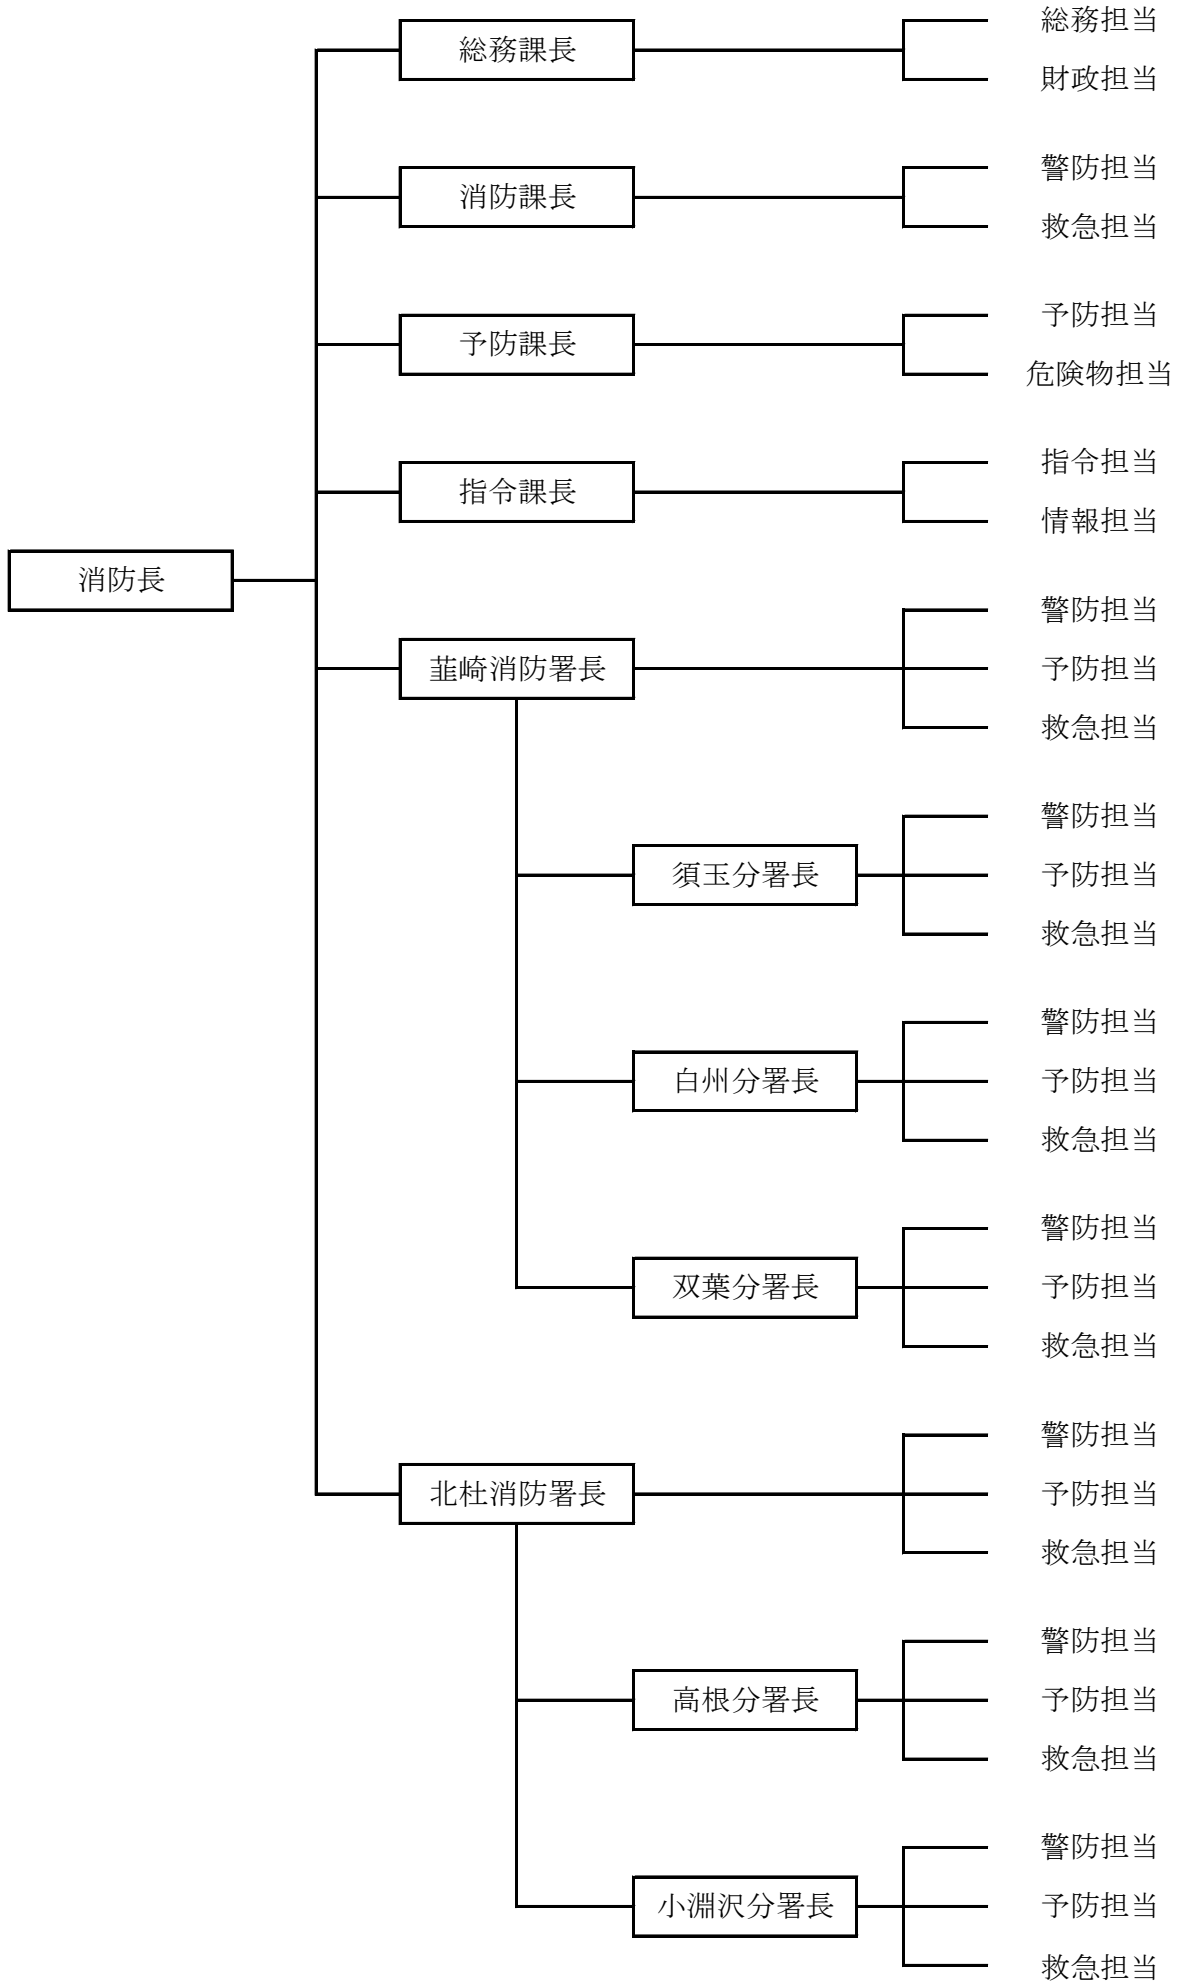 総務担当
総務課長
財政担当
警防担当
消防課長
救急担当
予防担当
予防課長
危険物担当
指令担当
指令課長
情報担当
消防長
警防担当
韮崎消防署長
予防担当
救急担当
警防担当
須玉分署長
予防担当
救急担当
警防担当
白州分署長
予防担当
救急担当
警防担当
双葉分署長
予防担当
救急担当
警防担当
北杜消防署長
予防担当
救急担当
警防担当
高根分署長
予防担当
救急担当
警防担当
小淵沢分署長
予防担当
救急担当